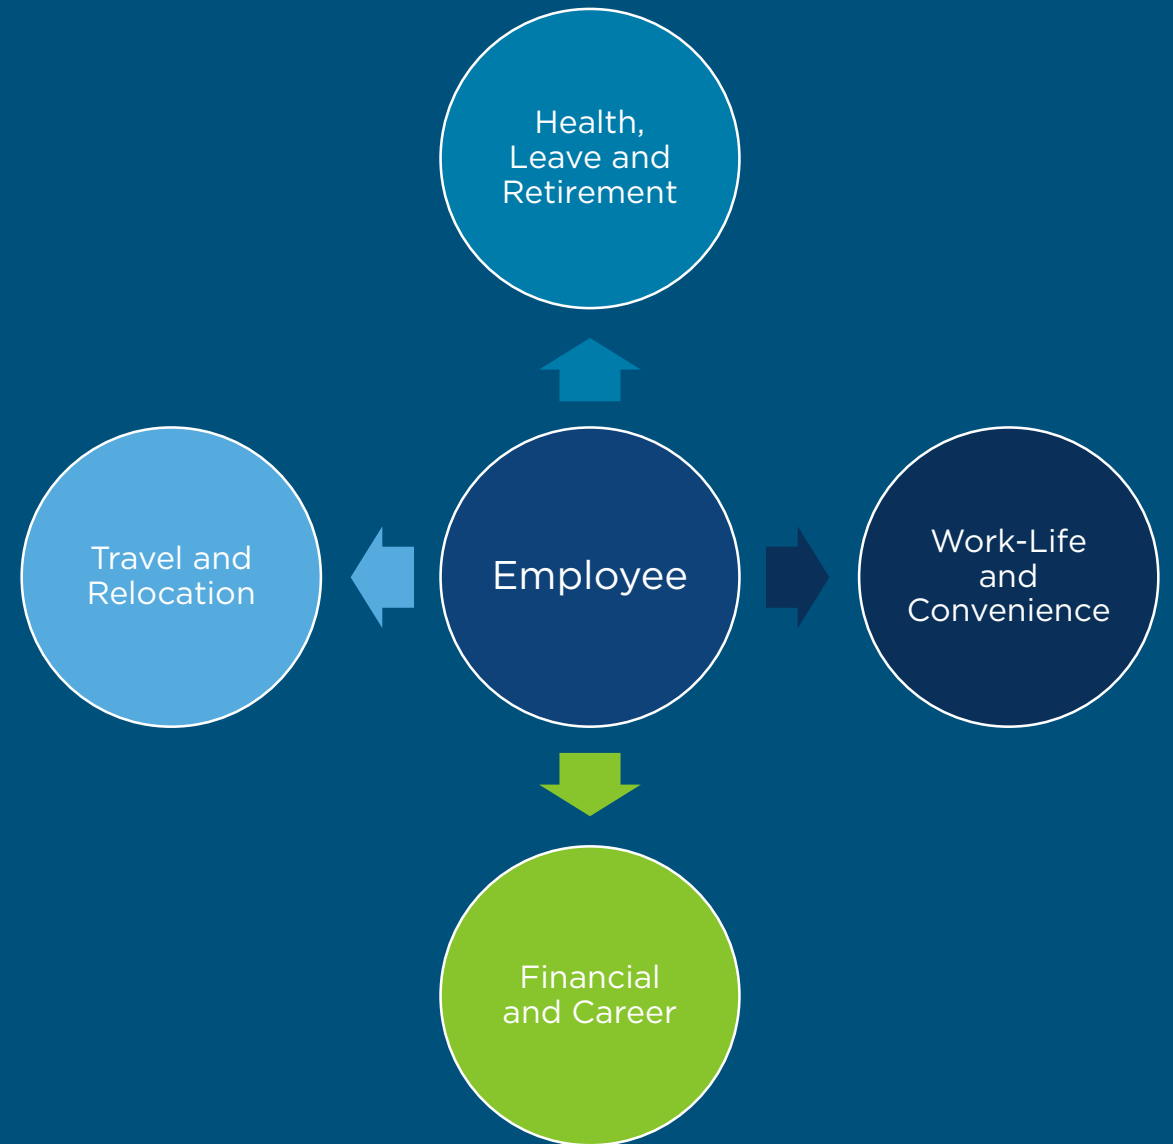 Health,
Leave and
Retirement
Travel and
Relocation
Employee
Work-Life
and
Convenience
Financial
and Career